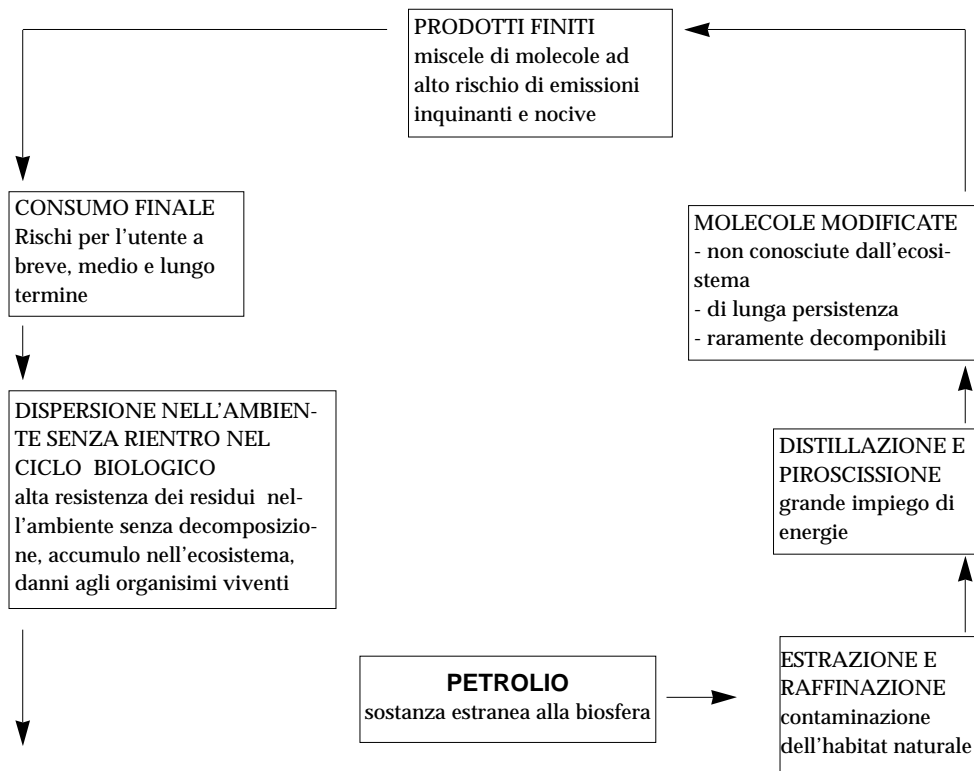 PRODOTTI FINITI
miscele di molecole ad
alto rischio di emissioni
inquinanti e nocive
CONSUMO FINALE
Rischi per l'utente a
breve, medio e lungo
termine
MOLECOLE MODIFICATE
- non conosciute dall'ecosi-
stema
- di lunga persistenza
- raramente decomponibili
DISPERSIONE NELL'AMBIEN-
TE SENZA RIENTRO NEL
CICLO BIOLOGICO
alta resistenza dei residui nel-
l'ambiente senza decomposizio-
ne, accumulo nell'ecosistema,
danni agli organisimi viventi
DISTILLAZIONE E
PIROSCISSIONE
grande impiego di
energie
PETROLIO
sostanza estranea alla biosfera
ESTRAZIONE E
RAFFINAZIONE
contaminazione
dell'habitat naturale